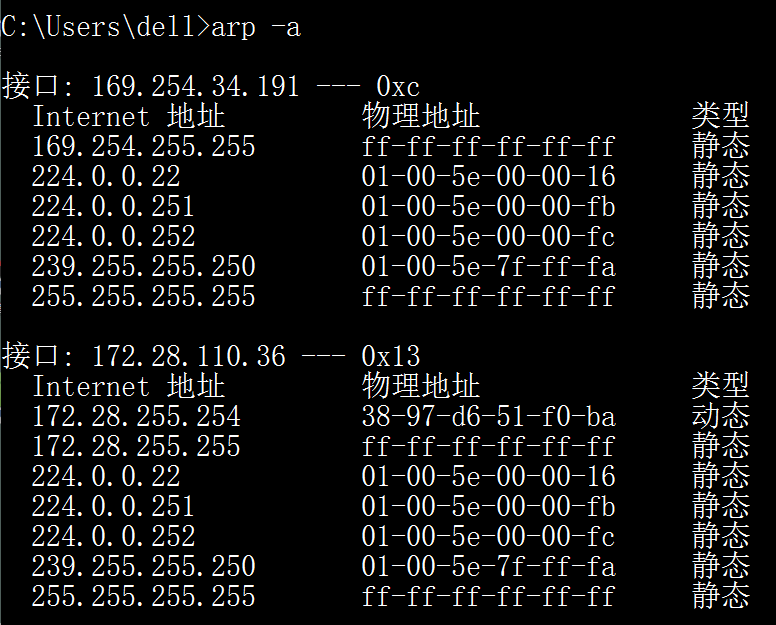 C:\Users\dell>arp -a
接口: 169.254.34.191 --- 0xc
Internet 地址 物理地址 类型
169.254.255.255 ff-ff-ff-ff-ff-ff 静态
224.0.0.22 01-00-5e-00-00-16 静态
224.0.0.251 01-00-5e-00-00-fb 静态
224.0.0.252 01-00-5e-00-00-fc 静态
239.255.255.250 01-00-5e-7f-ff-fa 静态
255.255.255.255 ff-ff-ff-ff-ff-ff 静态
接口: 172.28.110.36 --- 0x13
Internet 地址 物理地址 类型
172.28.255.254 38-97-d6-51-f0-ba 动态
172.28.255.255 ff-ff-ff-ff-ff-ff 静态
224.0.0.22 01-00-5e-00-00-16 静态
224.0.0.251 01-00-5e-00-00-fb 静态
224.0.0.252 01-00-5e-00-00-fc 静态
239.255.255.250 01-00-5e-7f-ff-fa 静态
255.255.255.255 ff-ff-ff-ff-ff-ff 静态